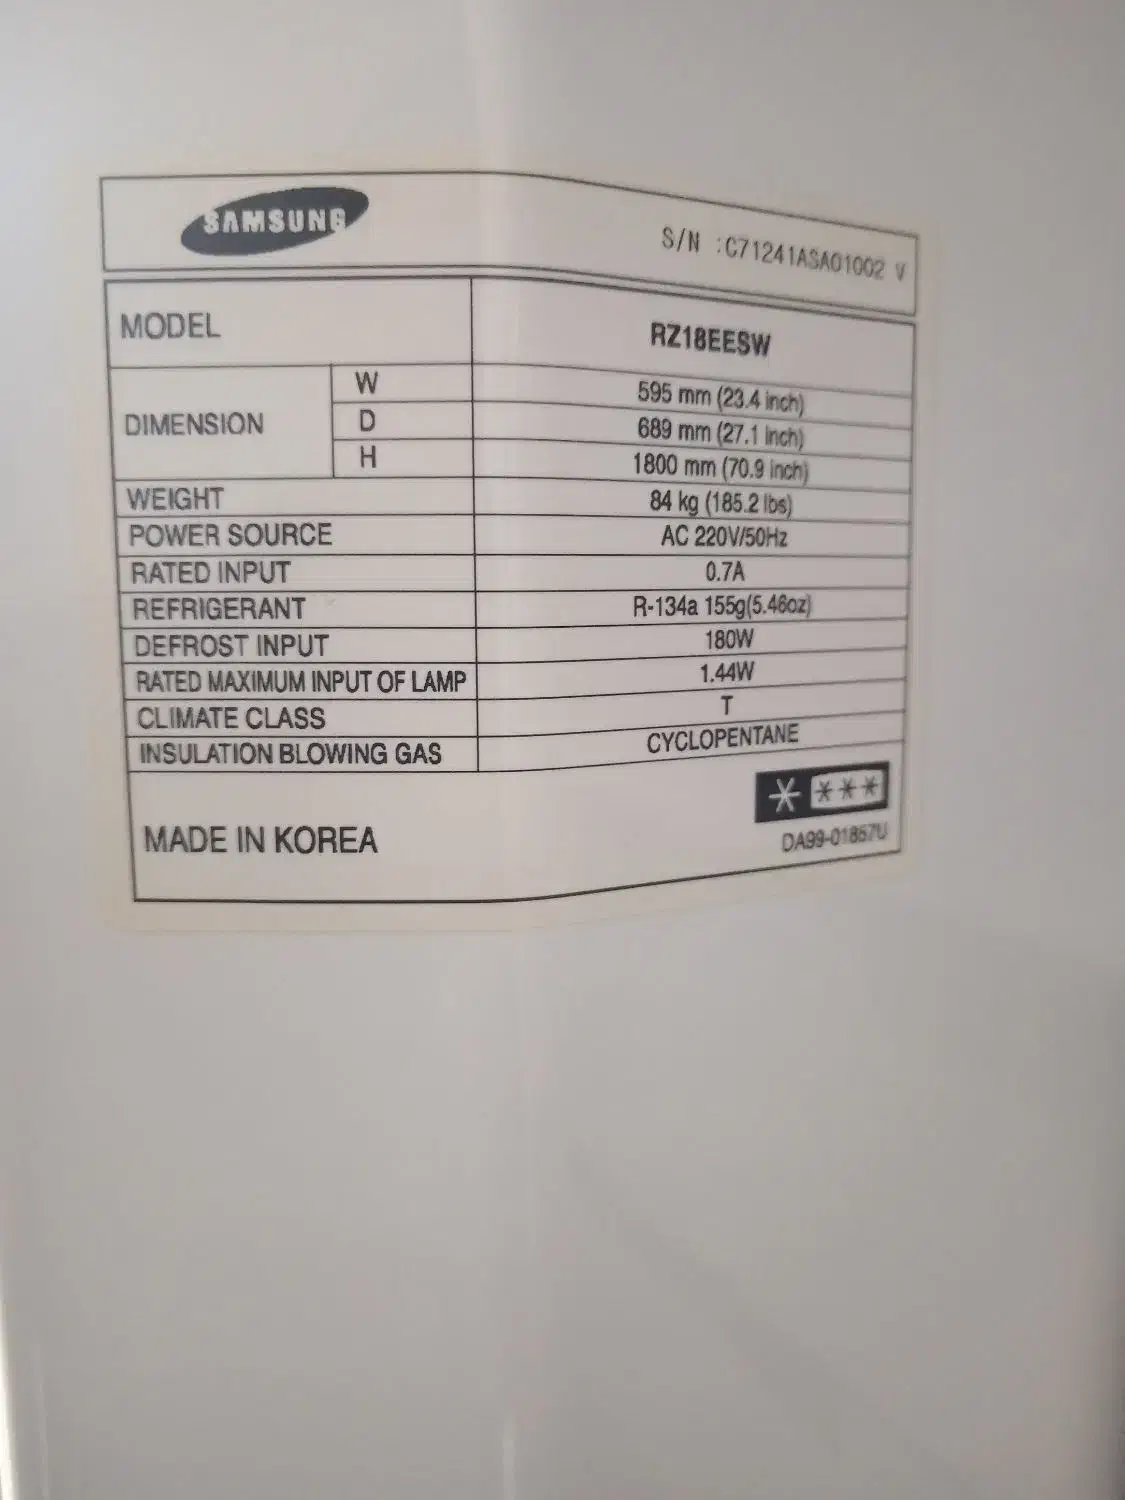 SAMSUNG
S/N :C71241ASA01002 V
MODEL RZ18EESW
DIMENSION
W 595 mm (23.4 inch)
D 689 mm (27.1 inch)
H 1800 mm (70.9 inch)
WEIGHT 84 kg (185.2 lbs)
POWER SOURCE AC 220V/50Hz
RATED INPUT 0.7A
REFRIGERANT R-134a 155g(5.46oz)
DEFROST INPUT 180W
RATED MAXIMUM INPUT OF LAMP 1.44W
CLIMATE CLASS T
INSULATION BLOWING GAS CYCLOPENTANE
MADE IN KOREA
DA99-01867U